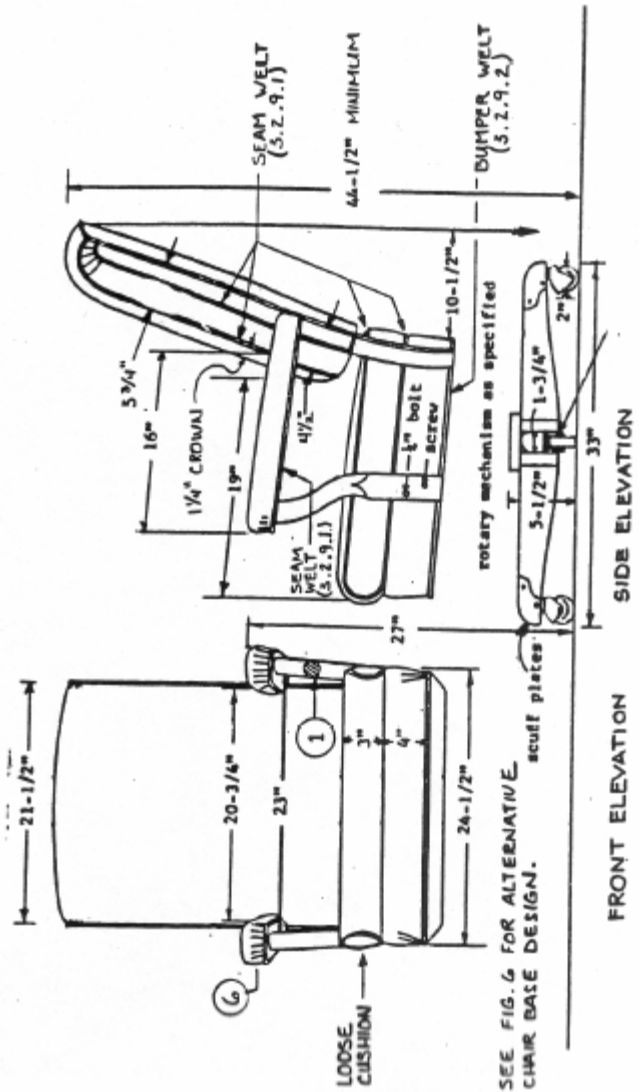 21-1/2"
20-3/4"
23"
3"
4"
24-1/2"
6
1
LOOSE
CUSHION
SEE FIG. 6 FOR ALTERNATIVE
CHAIR BASE DESIGN.
scuff plates
FRONT ELEVATION
27"
5 3/4"
16"
1 1/4" CROWN
19"
4 1/2"
SEAM
WELT
(3.2.9.1)
SEAM WELT
(3.2.9.1)
44-1/2" MINIMUM
BUMPER WELT
(3.2.9.2)
10-1/2"
bolt
screw
rotary mechanism as specified
1-3/4"
5-1/2"
2"
33"
SIDE ELEVATION